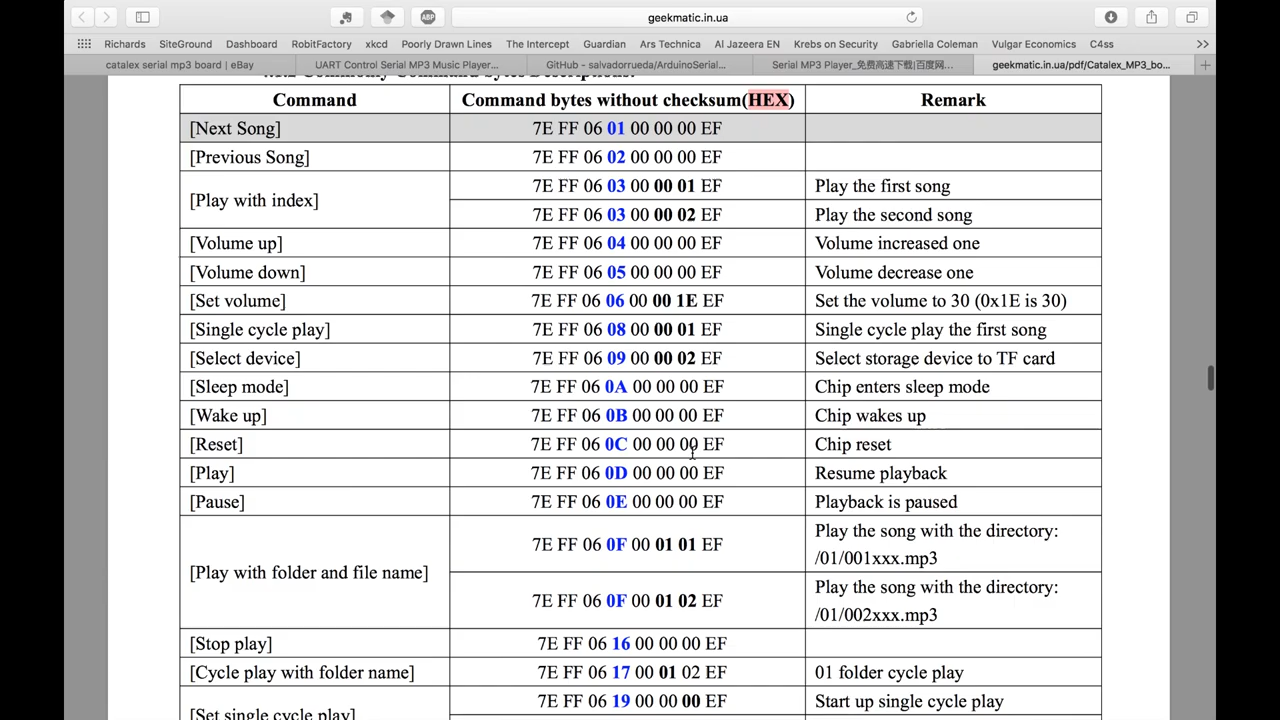 geekmatic.in.ua
Richards SiteGround Dashboard RobitFactory xkcd Poorly Drawn Lines The Intercept Guardian Ars Technica Al Jazeera EN Krebs on Security Gabriella Coleman Vulgar Economics C4ss
catalex serial mp3 board | eBay UART Control Serial MP3 Music Player... GitHub - salvadorrueda/ArduinoSerial... Serial MP3 Player_免费高速下载|百度网... geekmatic.in.ua/pdf/Catalex_MP3_bo...
Command Command bytes without checksum(HEX) Remark
[Next Song] 7E FF 06 01 00 00 00 EF
[Previous Song] 7E FF 06 02 00 00 00 EF
[Play with index] 7E FF 06 03 00 00 01 EF Play the first song
7E FF 06 03 00 00 02 EF Play the second song
[Volume up] 7E FF 06 04 00 00 00 EF Volume increased one
[Volume down] 7E FF 06 05 00 00 00 EF Volume decrease one
[Set volume] 7E FF 06 06 00 00 1E EF Set the volume to 30 (0x1E is 30)
[Single cycle play] 7E FF 06 08 00 00 01 EF Single cycle play the first song
[Select device] 7E FF 06 09 00 00 02 EF Select storage device to TF card
[Sleep mode] 7E FF 06 0A 00 00 00 EF Chip enters sleep mode
[Wake up] 7E FF 06 0B 00 00 00 EF Chip wakes up
[Reset] 7E FF 06 0C 00 00 00 EF Chip reset
[Play] 7E FF 06 0D 00 00 00 EF Resume playback
[Pause] 7E FF 06 0E 00 00 00 EF Playback is paused
[Play with folder and file name] 7E FF 06 0F 00 01 01 EF Play the song with the directory:
/01/001xxx.mp3
7E FF 06 0F 00 01 02 EF Play the song with the directory:
/01/002xxx.mp3
[Stop play] 7E FF 06 16 00 00 00 EF
[Cycle play with folder name] 7E FF 06 17 00 01 02 EF 01 folder cycle play
[Set single cycle play] 7E FF 06 19 00 00 00 EF Start up single cycle play